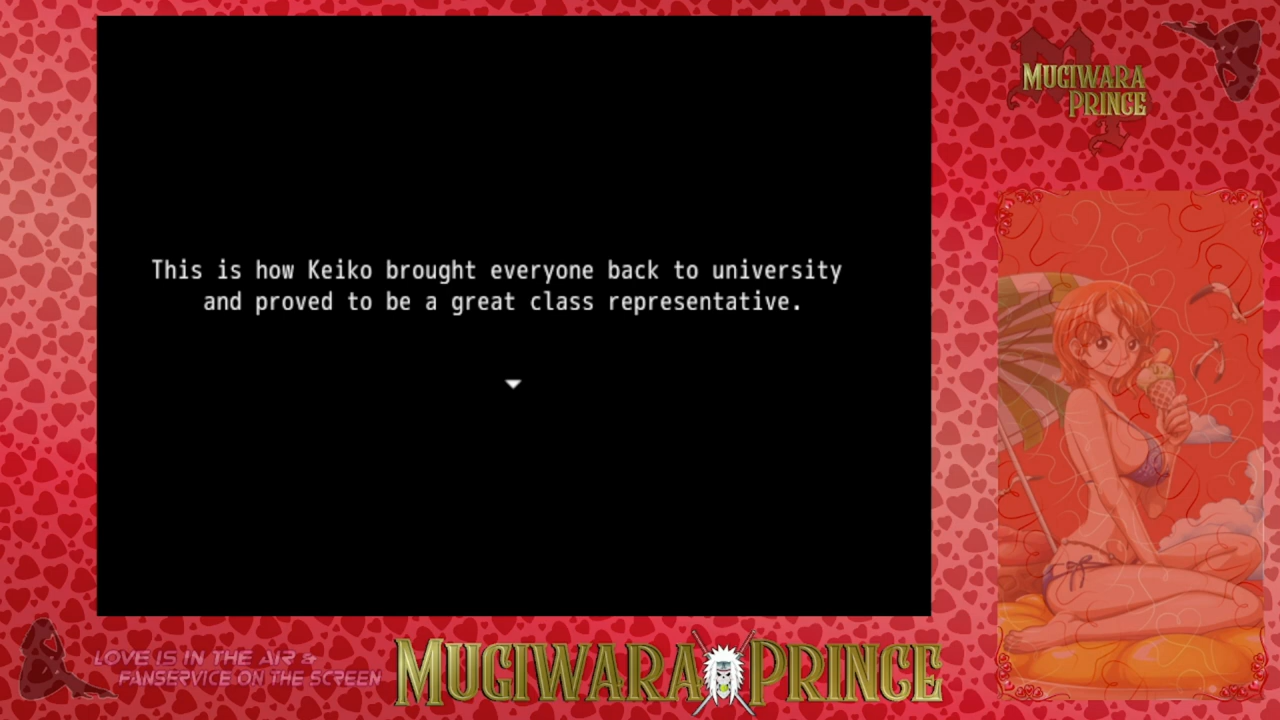 MUGIWARA
PRINCE
This is how Keiko brought everyone back to university
and proved to be a great class representative.
LOVE IS IN THE AIR &
FANSERVICE ON THE SCREEN
MUGIWARA PRINCE